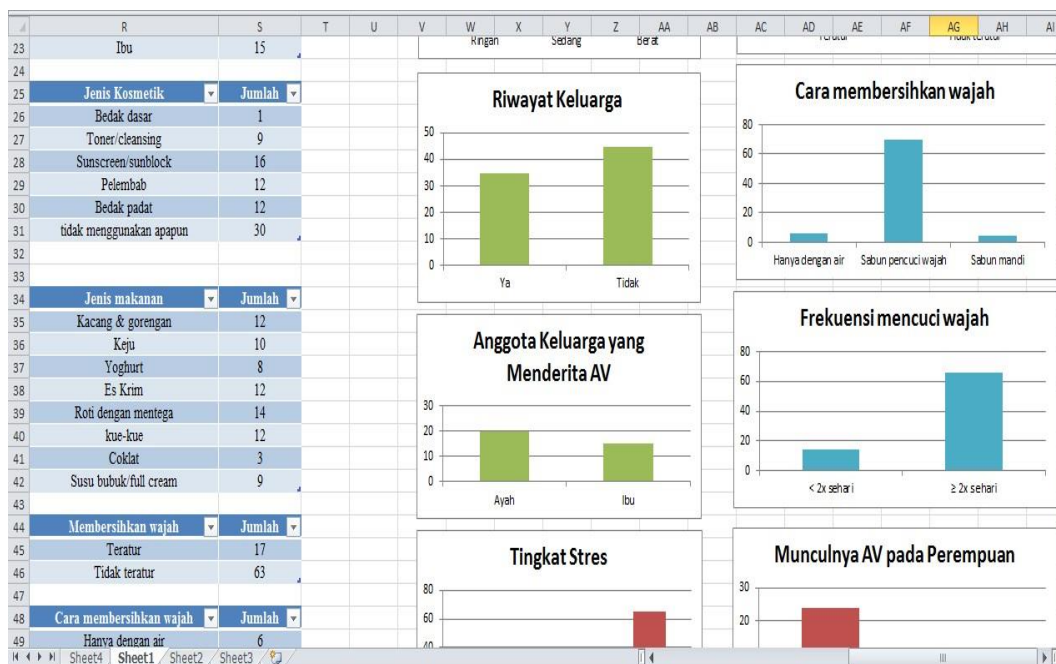 R S T U V W X Y Z AA AB AC AD AE AF AG AH AI
23 Ibu 15
24
25 Jenis Kosmetik Jumlah
26 Bedak dasar 1
27 Toner/cleansing 9
28 Sunscreen/sunblock 16
29 Pelembab 12
30 Bedak padat 12
31 tidak menggunakan apapun 30
32
33
34 Jenis makanan Jumlah
35 Kacang & gorengan 12
36 Keju 10
37 Yoghurt 8
38 Es Krim 12
39 Roti dengan mentega 14
40 kue-kue 12
41 Coklat 3
42 Susu bubuk/full cream 9
43
44 Membersihkan wajah Jumlah
45 Teratur 17
46 Tidak teratur 63
47
48 Cara membersihkan wajah Jumlah
49 Hanya dengan air 6
Ringan Sedang Berat
Riwayat Keluarga
50
40
30
20
10
0
Ya Tidak
Anggota Keluarga yang
Menderita AV
30
20
10
0
Ayah Ibu
Tingkat Stres
80
60
40
Teratur Tidak teratur
Cara membersihkan wajah
80
60
40
20
0
Hanya dengan air Sabun pencuci wajah Sabun mandi
Frekuensi mencuci wajah
80
60
40
20
0
< 2x sehari ≥ 2x sehari
Munculnya AV pada Perempuan
30
20
Sheet4 Sheet1 Sheet2 Sheet3